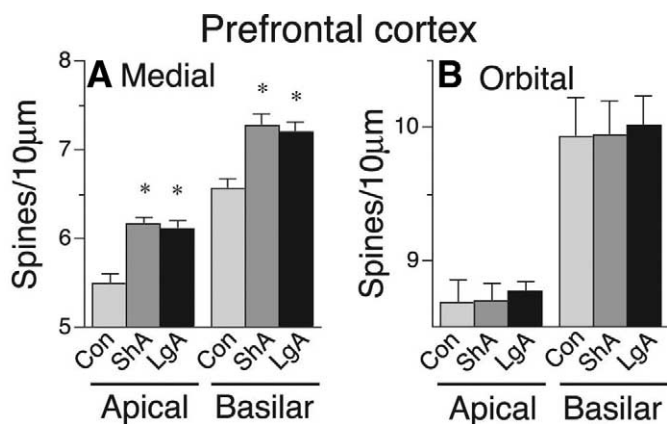 Prefrontal cortex
A Medial
B Orbital
Spines/10µm
8
7
6
5
* *
* *
Con ShA LgA Con ShA LgA
Apical Basilar
Spines/10µm
10
9
Con ShA LgA Con ShA LgA
Apical Basilar